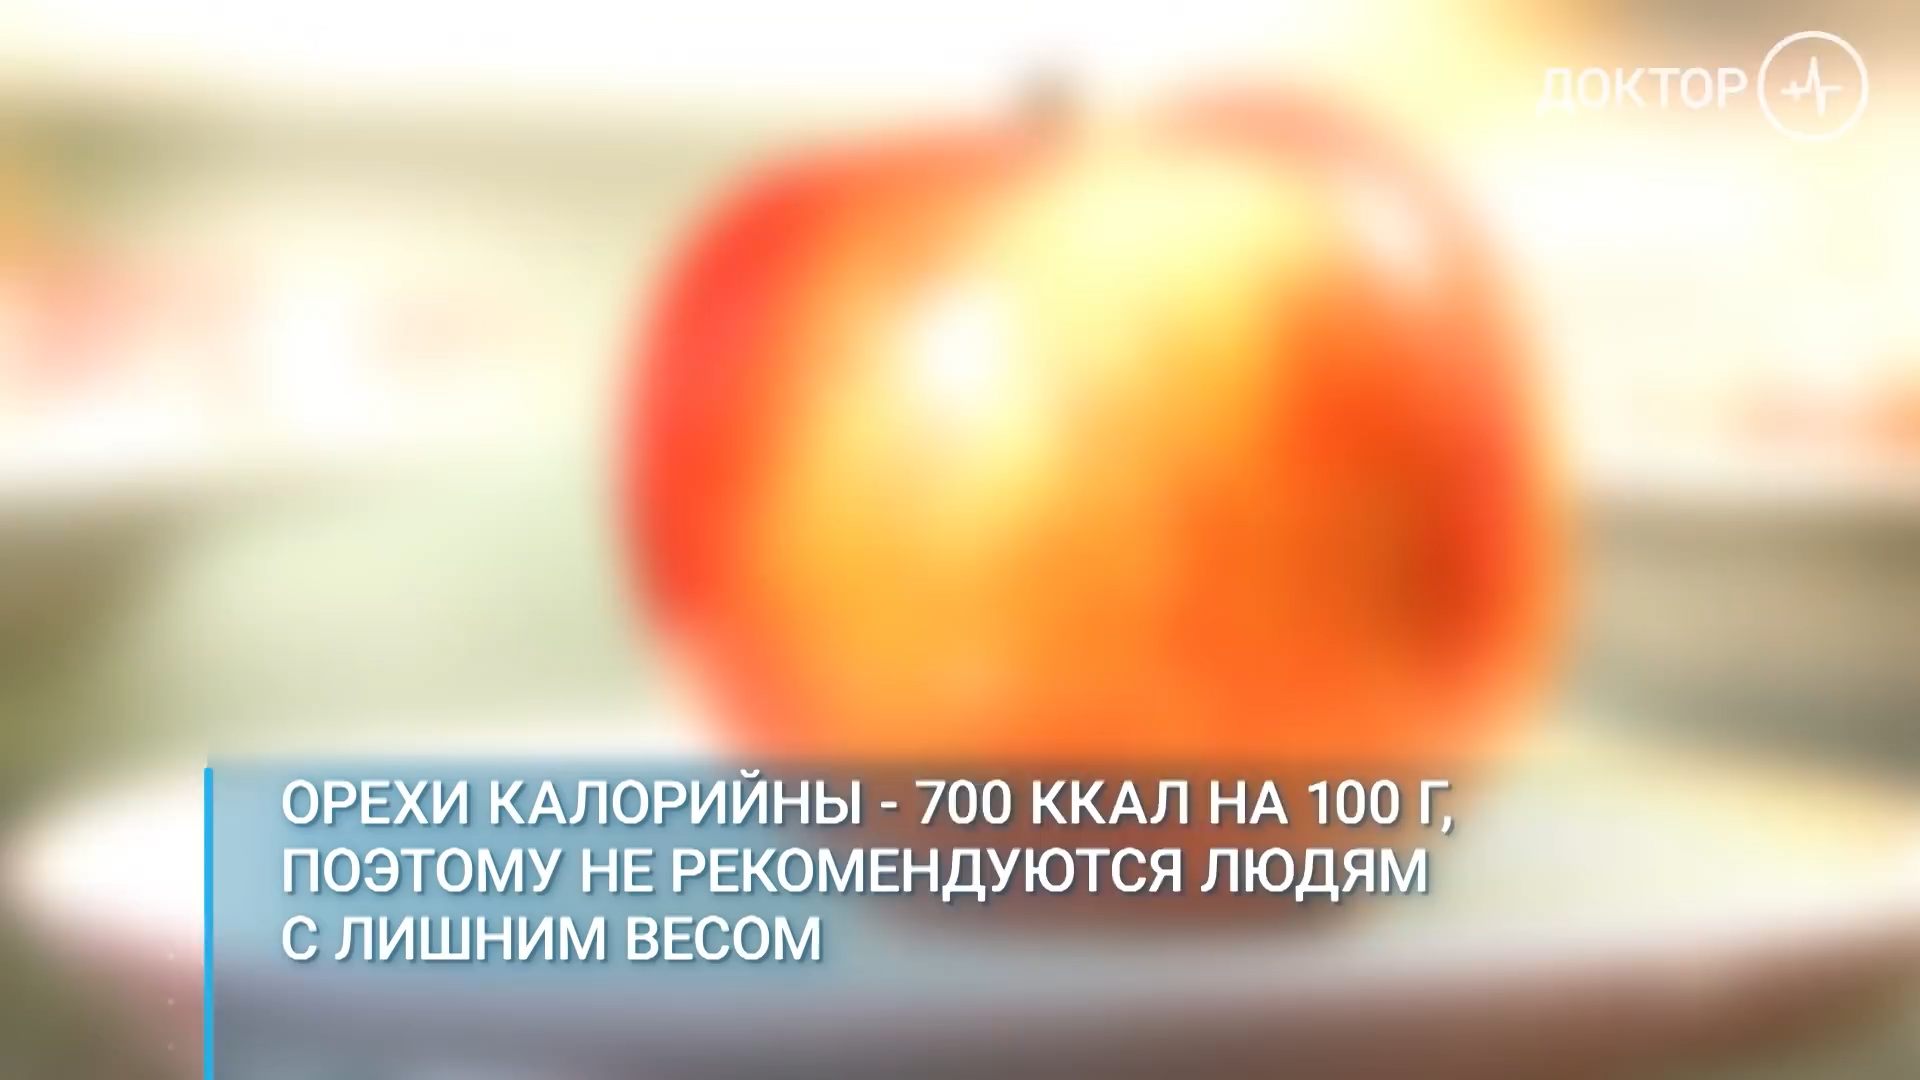 ДОКТОР
ОРЕХИ КАЛОРИЙНЫ - 700 ККАЛ НА 100 Г,
ПОЭТОМУ НЕ РЕКОМЕНДУЮТСЯ ЛЮДЯМ
С ЛИШНИМ ВЕСОМ